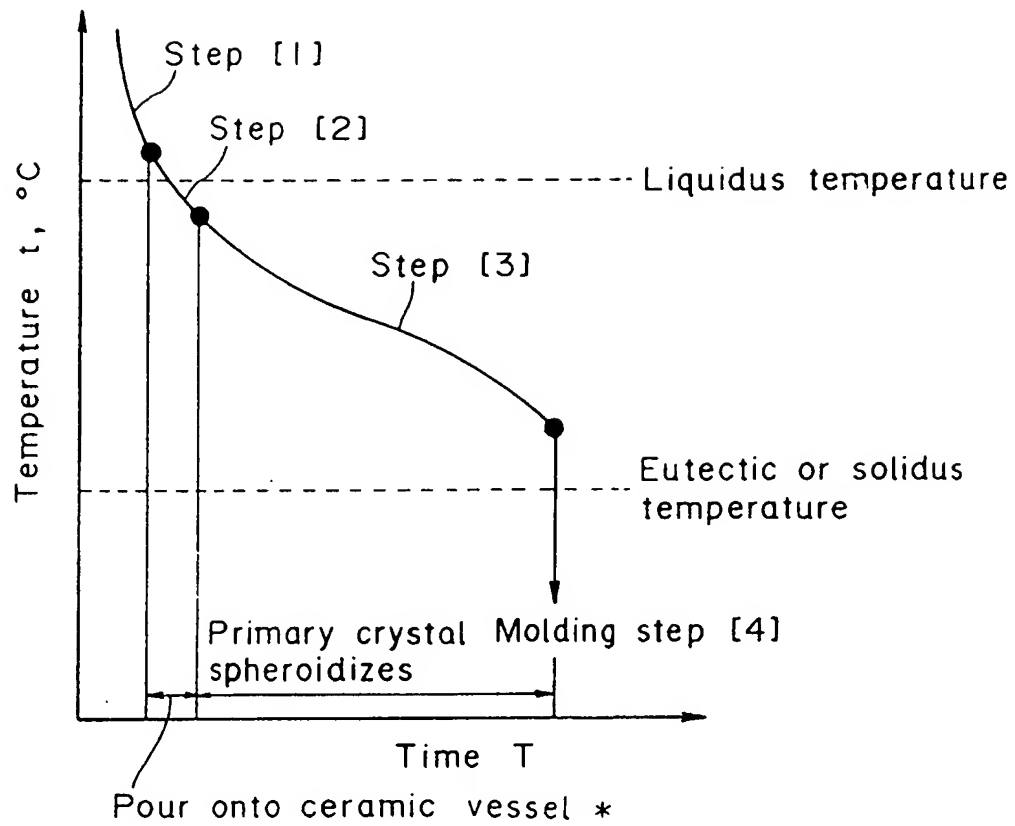 Step [1]
Step [2]
Liquidus temperature
Step [3]
Temperature t, °C
Eutectic or solidus
temperature
Primary crystal
spheroidizes
Molding step [4]
Time T
Pour onto ceramic vessel *